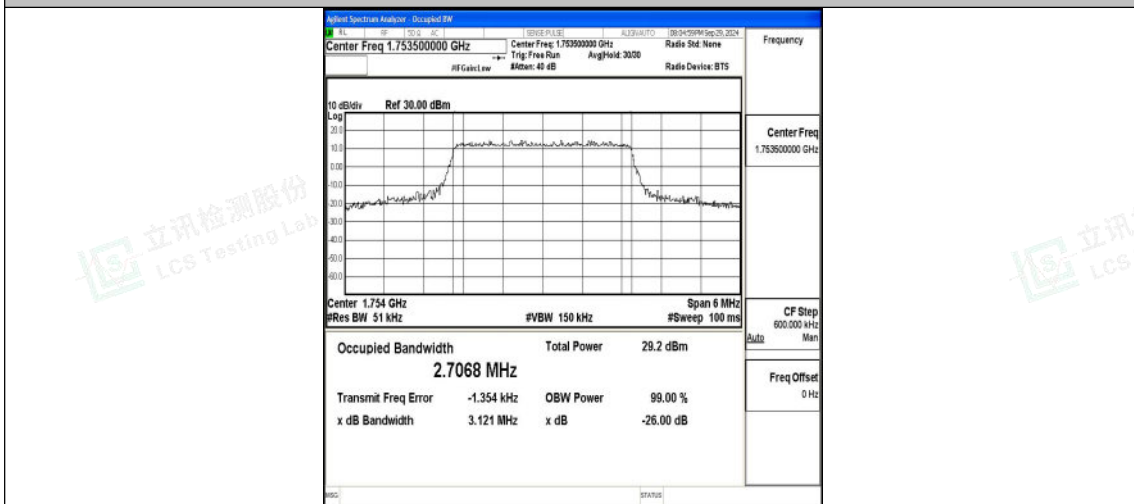 Agilent Spectrum Analyzer - Occupied BW
RL RF 50 Ω AC SENSE:PULSE ALIGNAUTO 08:04:59PM Sep 29, 2024
Center Freq 1.753500000 GHz
Center Freq: 1.753500000 GHz
Radio Std: None
Trig: Free Run Avg|Hold: 30/30
#IFGain:Low #Atten: 40 dB Radio Device: BTS
10 dB/div Ref 30.00 dBm
Log
20.0
10.0
0.00
-10.0
-20.0
-30.0
-40.0
-50.0
-60.0
Center 1.754 GHz Span 6 MHz
#Res BW 51 kHz #VBW 150 kHz #Sweep 100 ms
Occupied Bandwidth Total Power 29.2 dBm
2.7068 MHz
Transmit Freq Error -1.354 kHz OBW Power 99.00 %
x dB Bandwidth 3.121 MHz x dB -26.00 dB
MSG STATUS
Frequency
Center Freq
1.753500000 GHz
CF Step
600.000 kHz
Auto Man
Freq Offset
0 Hz
立讯检测股份
LCS Testing Lab
立讯
LCS